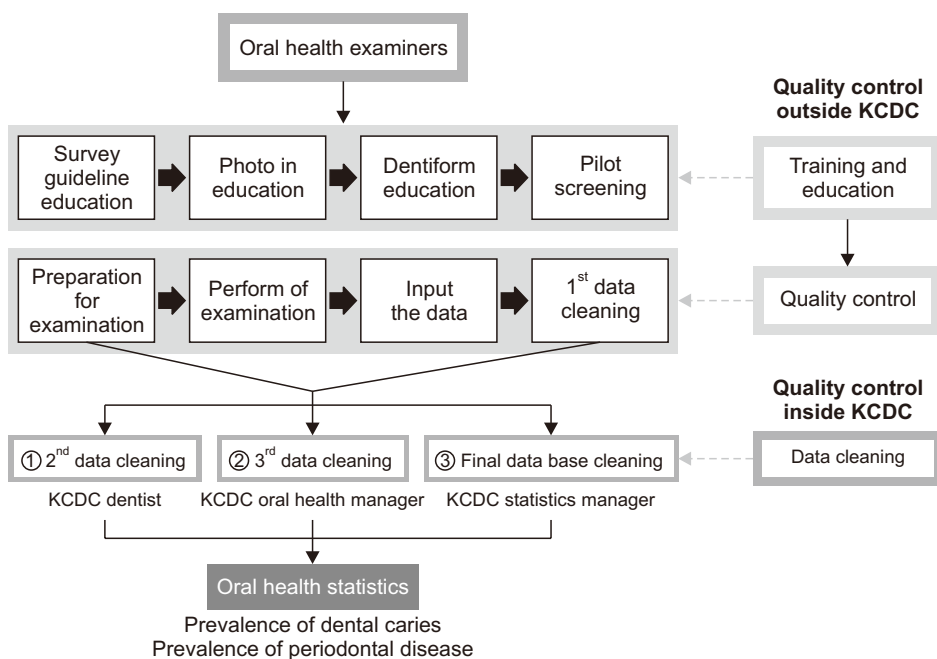 Oral health examiners
Quality control
outside KCDC
Survey
guideline
education
Photo in
education
Dentiform
education
Pilot
screening
Training and
education
Preparation
for
examination
Perform of
examination
Input
the data
1st data
cleaning
Quality control
Quality control
inside KCDC
① 2nd data cleaning
② 3rd data cleaning
③ Final data base cleaning
Data cleaning
KCDC dentist
KCDC oral health manager
KCDC statistics manager
Oral health statistics
Prevalence of dental caries
Prevalence of periodontal disease